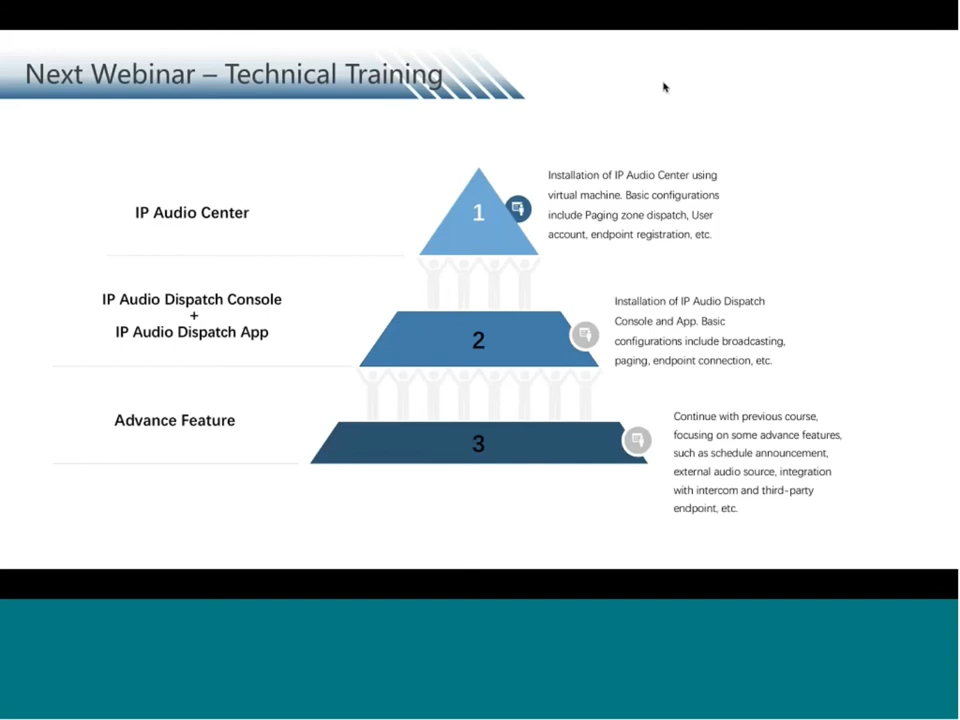 Next Webinar – Technical Training
IP Audio Center
1
Installation of IP Audio Center using
virtual machine. Basic configurations
include Paging zone dispatch, User
account, endpoint registration, etc.
IP Audio Dispatch Console
+
IP Audio Dispatch App
2
Installation of IP Audio Dispatch
Console and App. Basic
configurations include broadcasting,
paging, endpoint connection, etc.
Advance Feature
3
Continue with previous course,
focusing on some advance features,
such as schedule announcement,
external audio source, integration
with intercom and third-party
endpoint, etc.